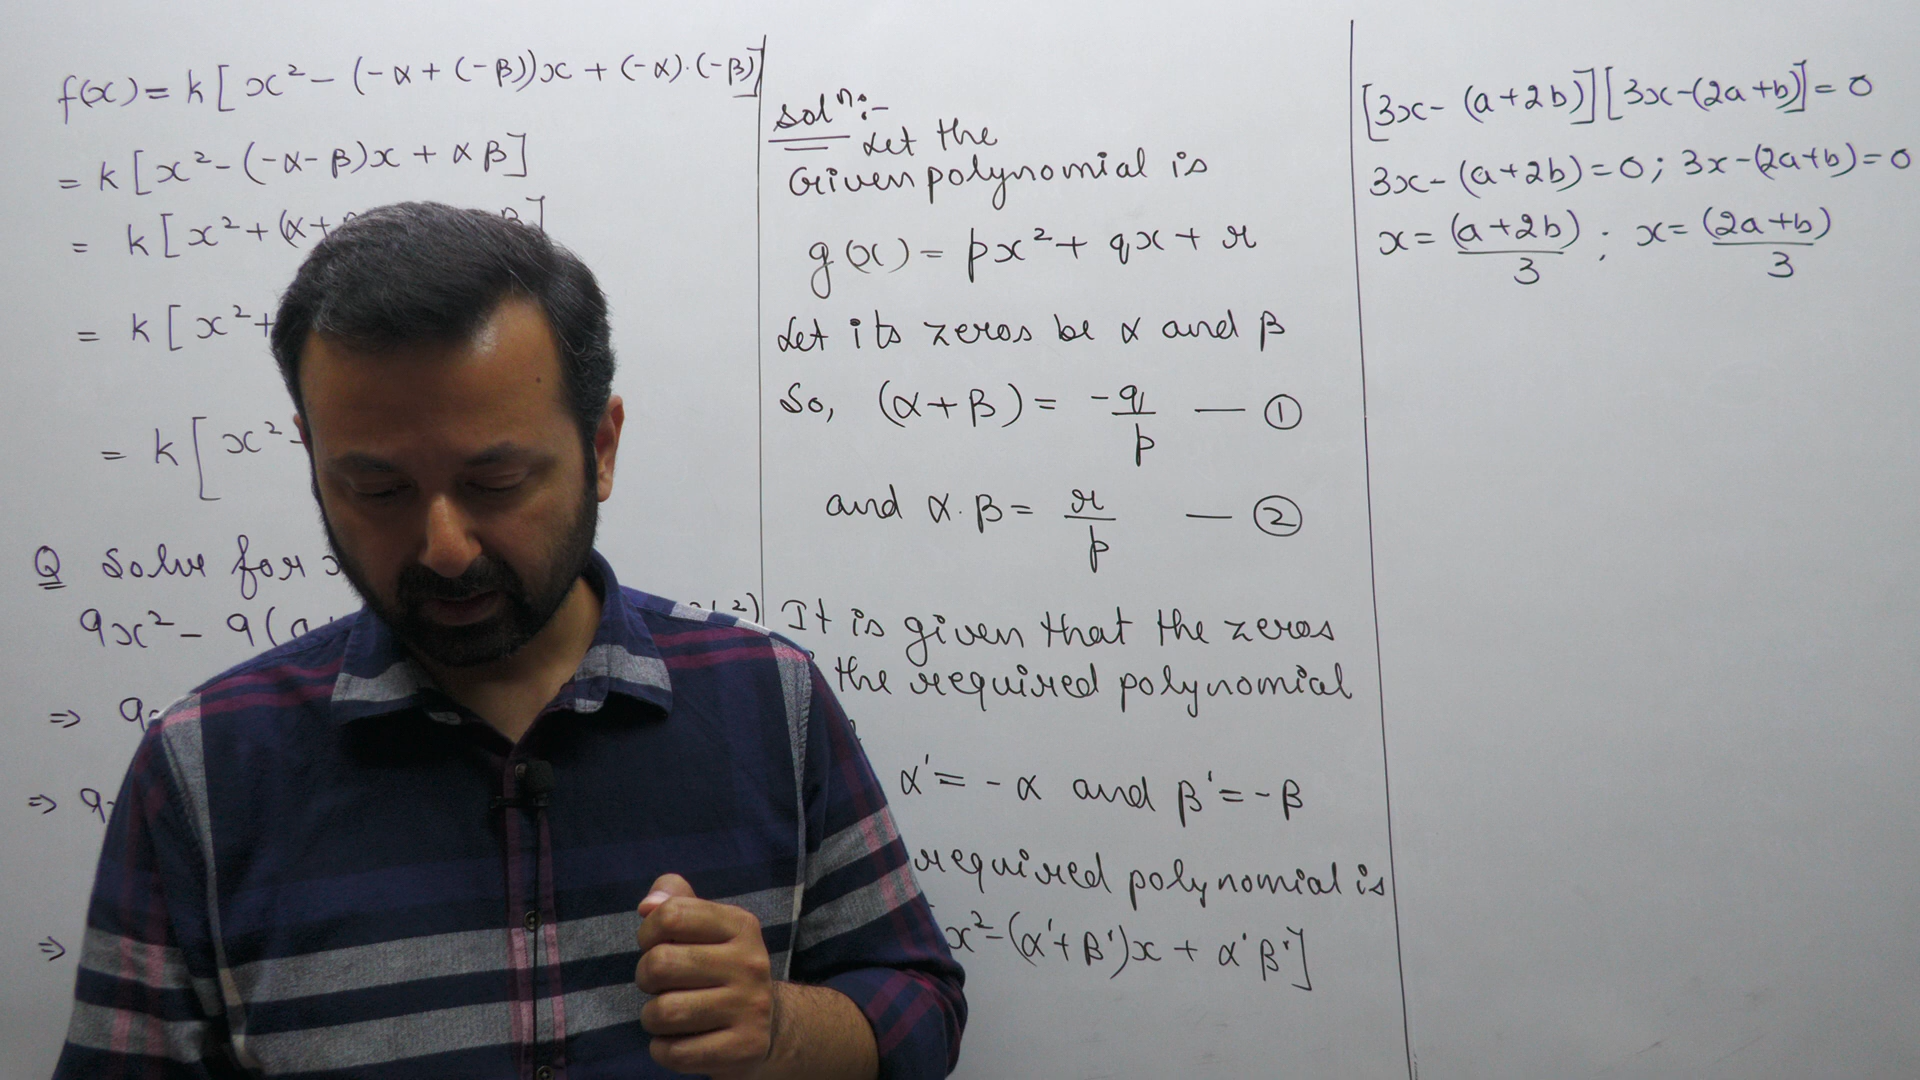 f(x) = k [ x² - (-α + (-β))x + (-α)·(-β)]
= k [x² - (-α-β)x + αβ]
= k [x² + (α+
= k [x² +
= k [x² -
Q Solve for
9x² - 9(a
⇒ 9
⇒ 9
⇒
Solⁿ:- Let the
Given polynomial is
g(x) = px² + qx + r
Let its zeros be α and β
So, (α+β) = -q/p — ①
and α.β = r/p — ②
It is given that the zeros
the required polynomial
α' = -α and β' = -β
required polynomial is
x² - (α'+β')x + α'β']
[3x - (a+2b)][3x-(2a+b)] = 0
3x - (a+2b) = 0; 3x-(2a+b) = 0
x = (a+2b)/3 ; x = (2a+b)/3